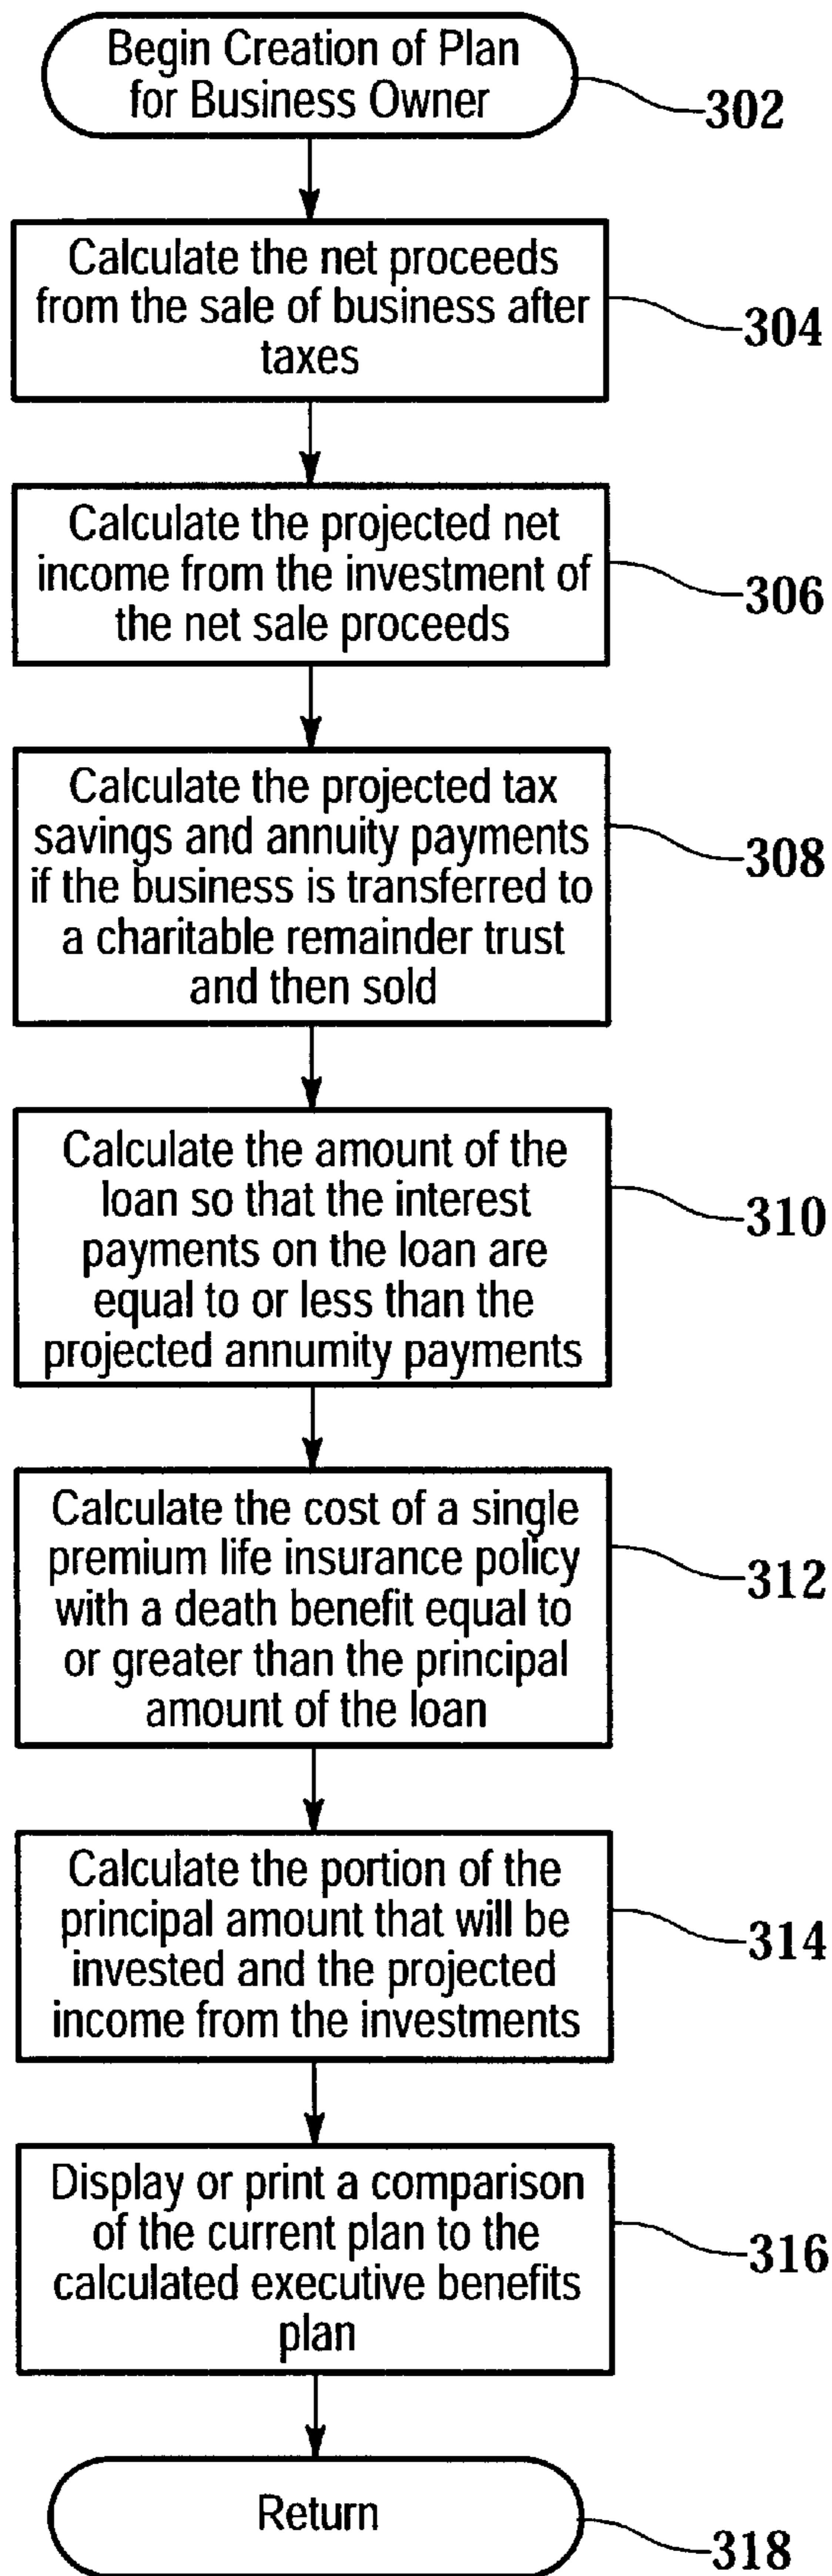 Begin Creation of Plan
for Business Owner
302
Calculate the net proceeds
from the sale of business after
taxes
304
Calculate the projected net
income from the investment of
the net sale proceeds
306
Calculate the projected tax
savings and annuity payments
if the business is transferred to
a charitable remainder trust
and then sold
308
Calculate the amount of the
loan so that the interest
payments on the loan are
equal to or less than the
projected annumity payments
310
Calculate the cost of a single
premium life insurance policy
with a death benefit equal to
or greater than the principal
amount of the loan
312
Calculate the portion of the
principal amount that will be
invested and the projected
income from the investments
314
Display or print a comparison
of the current plan to the
calculated executive benefits
plan
316
Return
318